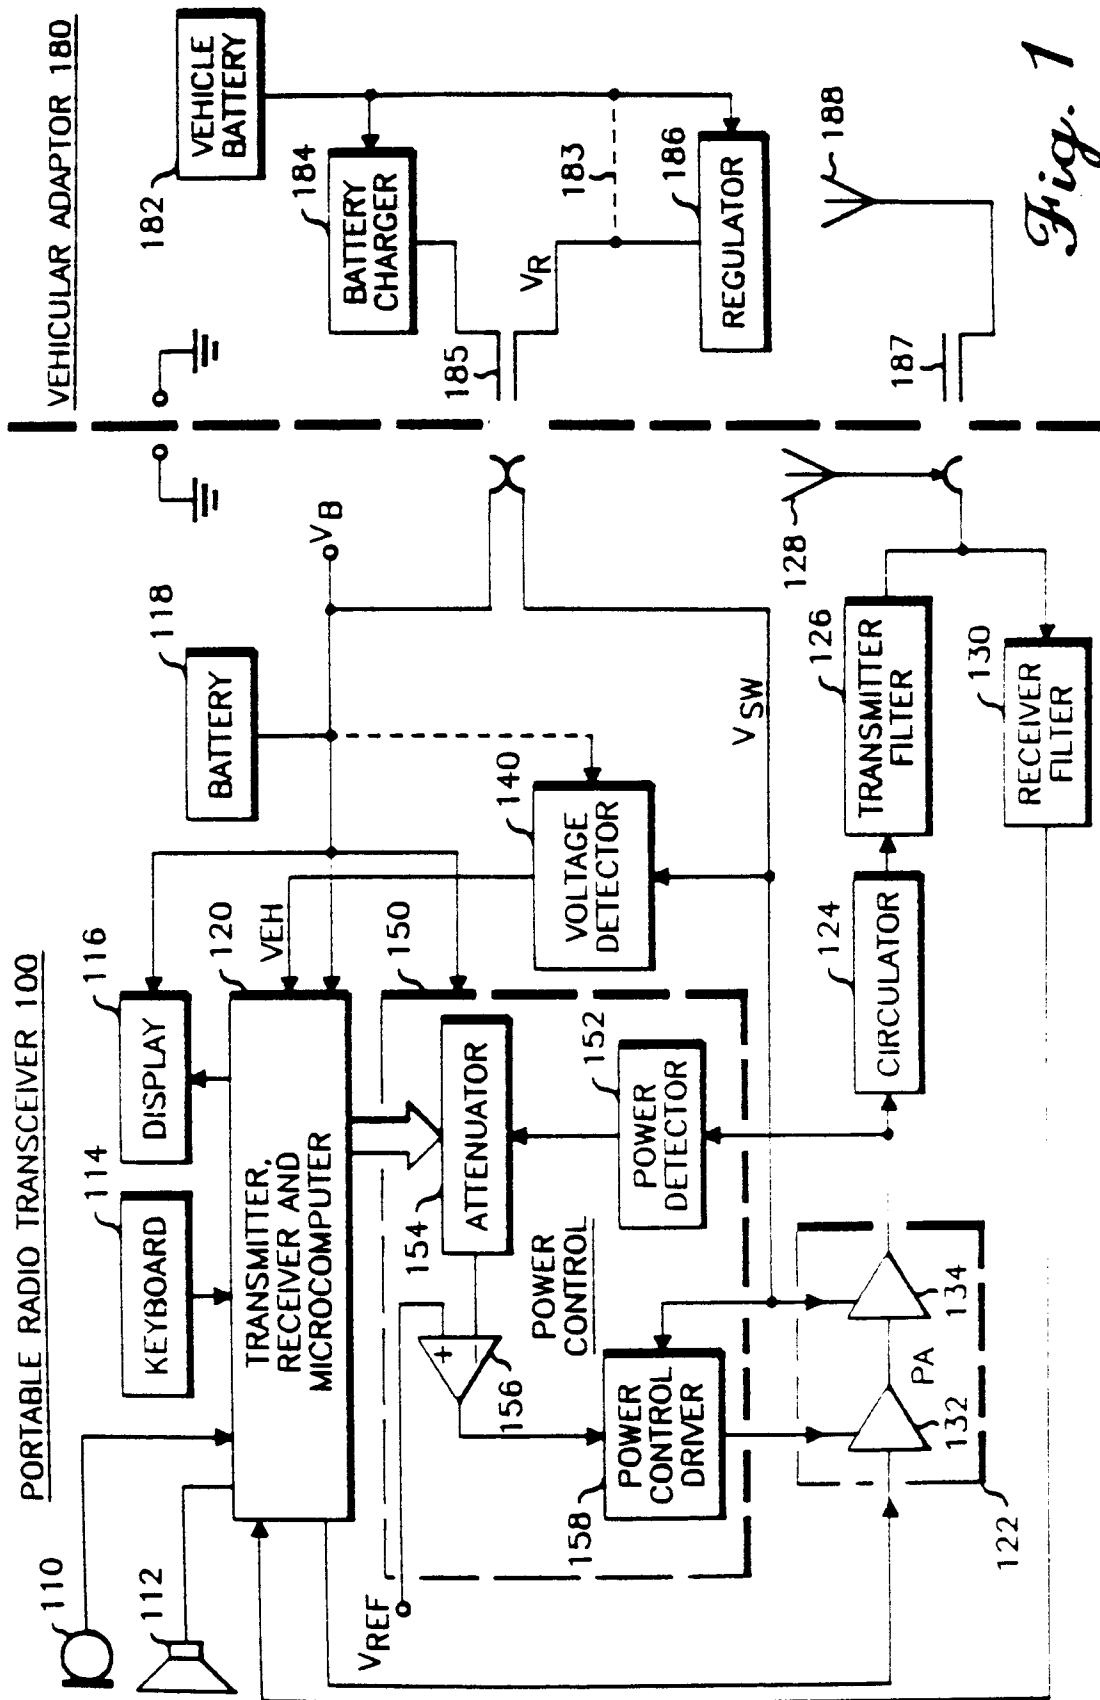 PORTABLE RADIO TRANSCEIVER 100
VEHICULAR ADAPTOR 180
110
112
KEYBOARD
114
DISPLAY
116
BATTERY
118
VB
182
VEHICLE
BATTERY
TRANSMITTER,
RECEIVER AND
MICROCOMPUTER
120
VEH
184
BATTERY
CHARGER
150
VREF
+
−
156
154
ATTENUATOR
140
VOLTAGE
DETECTOR
185
VR
183
186
REGULATOR
POWER
CONTROL
152
POWER
DETECTOR
158
POWER
CONTROL
DRIVER
VSW
128
188
122
132
PA
134
124
CIRCULATOR
126
TRANSMITTER
FILTER
187
130
RECEIVER
FILTER
Fig. 1